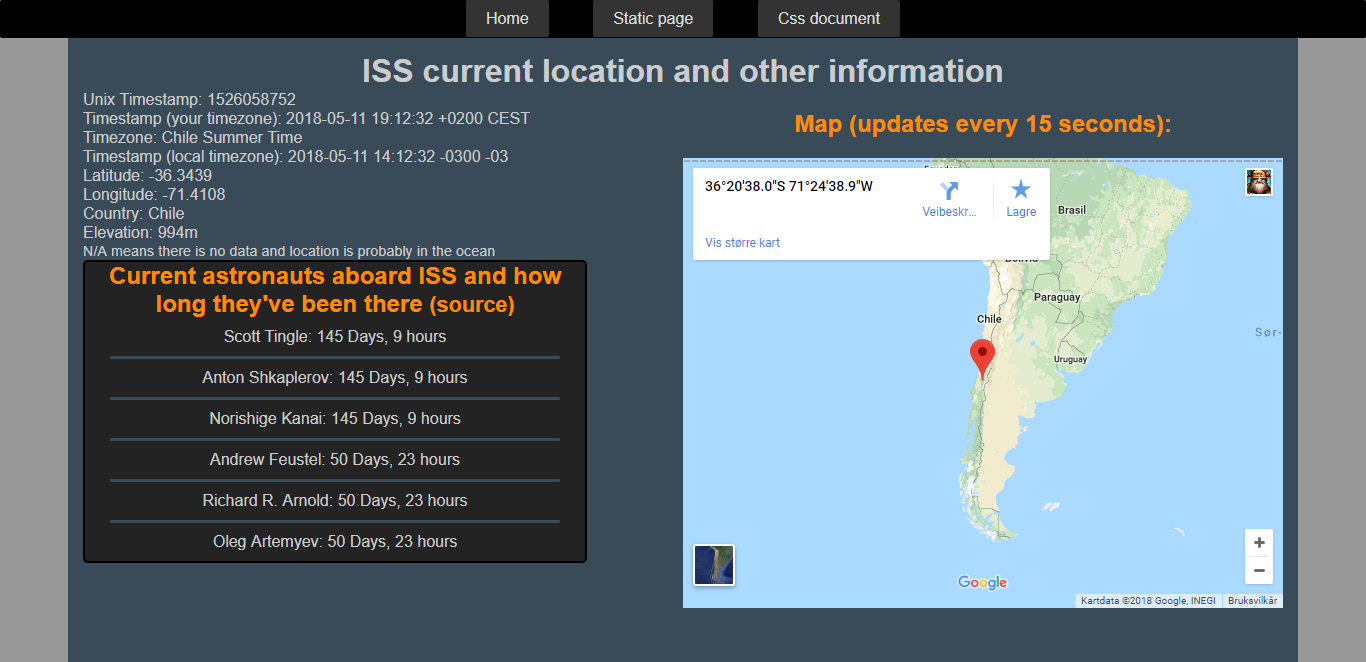 Home Static page Css document
ISS current location and other information
Unix Timestamp: 1526058752
Timestamp (your timezone): 2018-05-11 19:12:32 +0200 CEST
Timezone: Chile Summer Time
Timestamp (local timezone): 2018-05-11 14:12:32 -0300 -03
Latitude: -36.3439
Longitude: -71.4108
Country: Chile
Elevation: 994m
N/A means there is no data and location is probably in the ocean
Current astronauts aboard ISS and how
long they've been there (source)
Scott Tingle: 145 Days, 9 hours
Anton Shkaplerov: 145 Days, 9 hours
Norishige Kanai: 145 Days, 9 hours
Andrew Feustel: 50 Days, 23 hours
Richard R. Arnold: 50 Days, 23 hours
Oleg Artemyev: 50 Days, 23 hours
Map (updates every 15 seconds):
36°20'38.0"S 71°24'38.9"W
Veibeskr...
Lagre
Vis større kart
Brasil
Paraguay
Chile
Sør-
Uruguay
Google
Kartdata ©2018 Google, INEGI Bruksvilkår